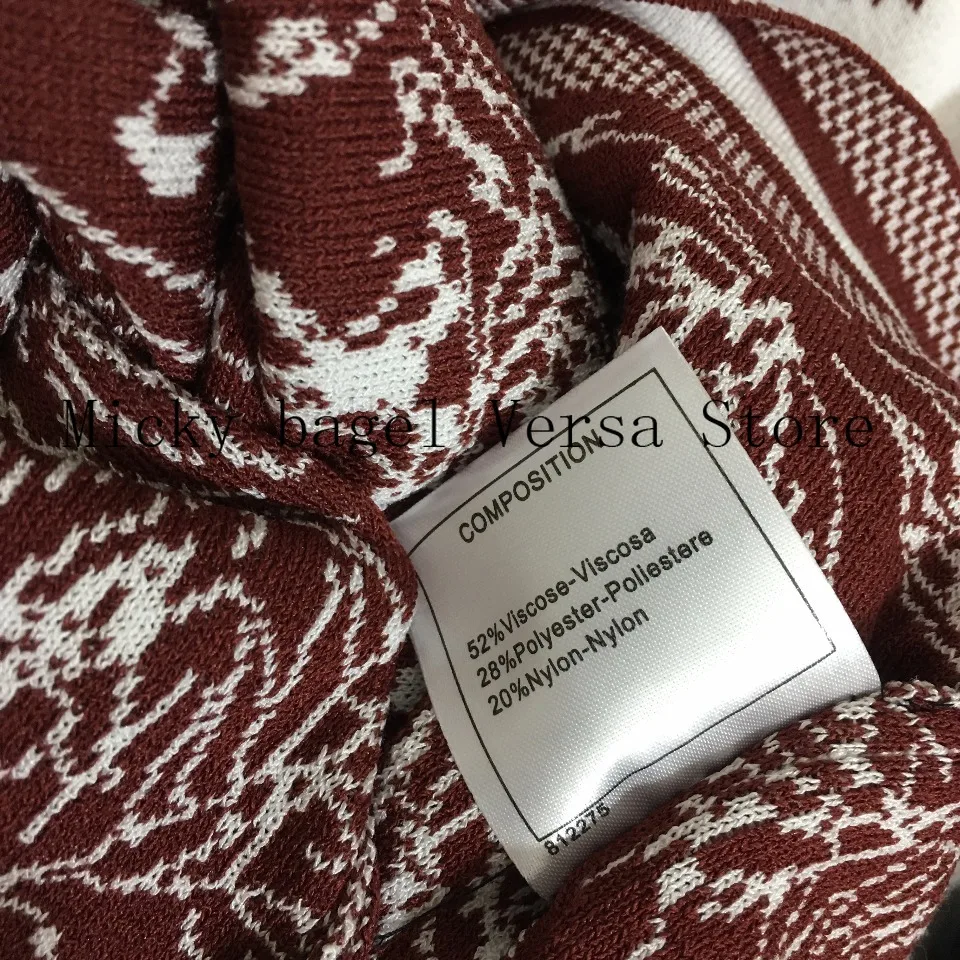 Micky bagel Versa Store
COMPOSITION
52%Viscose-Viscosa
28%Polyester-Poliestere
20%Nylon-Nylon
812275